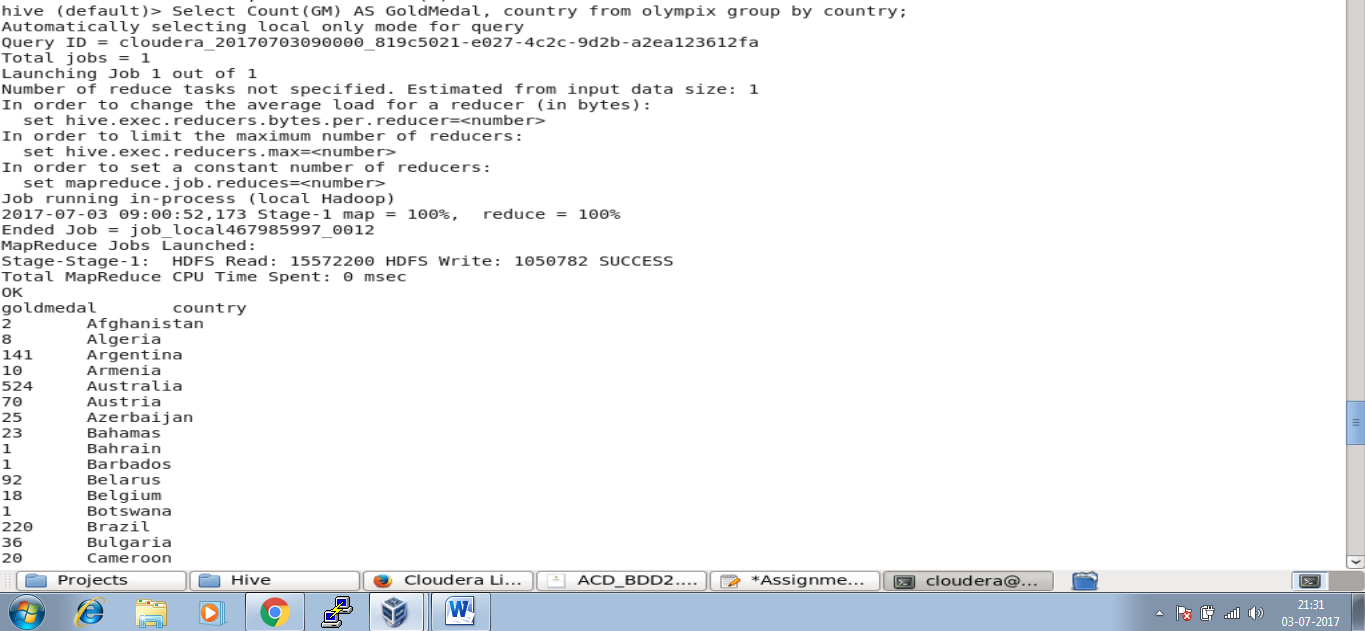 hive (default)> Select Count(GM) AS GoldMedal, country from olympix group by country;
Automatically selecting local only mode for query
Query ID = cloudera_20170703090000_819c5021-e027-4c2c-9d2b-a2ea123612fa
Total jobs = 1
Launching Job 1 out of 1
Number of reduce tasks not specified. Estimated from input data size: 1
In order to change the average load for a reducer (in bytes):
  set hive.exec.reducers.bytes.per.reducer=<number>
In order to limit the maximum number of reducers:
  set hive.exec.reducers.max=<number>
In order to set a constant number of reducers:
  set mapreduce.job.reduces=<number>
Job running in-process (local Hadoop)
2017-07-03 09:00:52,173 Stage-1 map = 100%,  reduce = 100%
Ended Job = job_local467985997_0012
MapReduce Jobs Launched:
Stage-Stage-1:  HDFS Read: 15572200 HDFS Write: 1050782 SUCCESS
Total MapReduce CPU Time Spent: 0 msec
OK
goldmedal       country
2       Afghanistan
8       Algeria
141     Argentina
10      Armenia
524     Australia
70      Austria
25      Azerbaijan
23      Bahamas
1       Bahrain
1       Barbados
92      Belarus
18      Belgium
1       Botswana
220     Brazil
36      Bulgaria
20      Cameroon
Projects Hive Cloudera Li... ACD_BDD2.... *Assignme... cloudera@...
21:31
03-07-2017